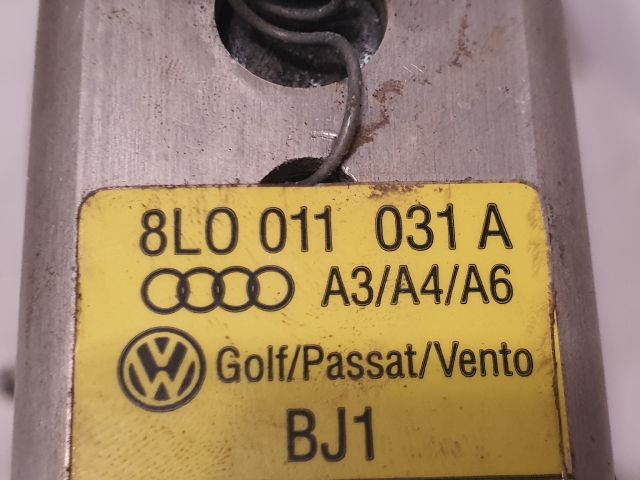 8L0 011 031 A
A3/A4/A6
Golf/Passat/Vento
BJ1